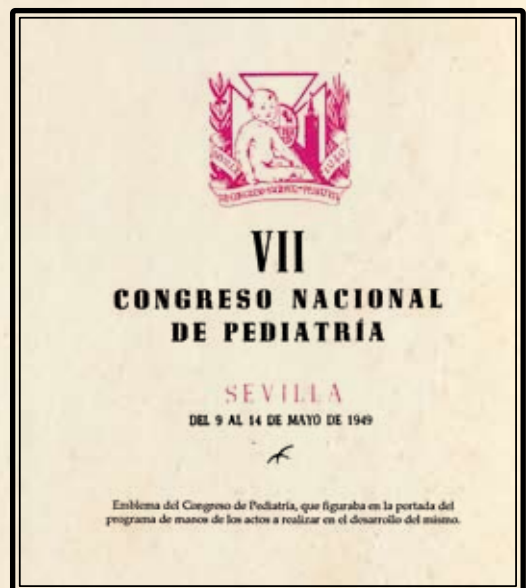 SEVILLA
VII
CONGRESO NACIONAL
DE PEDIATRÍA
SEVILLA
DEL 9 AL 14 DE MAYO DE 1949
Emblema del Congreso de Pediatría, que figuraba en la portada del
programa de manos de los actos a realizar en el desarrollo del mismo.